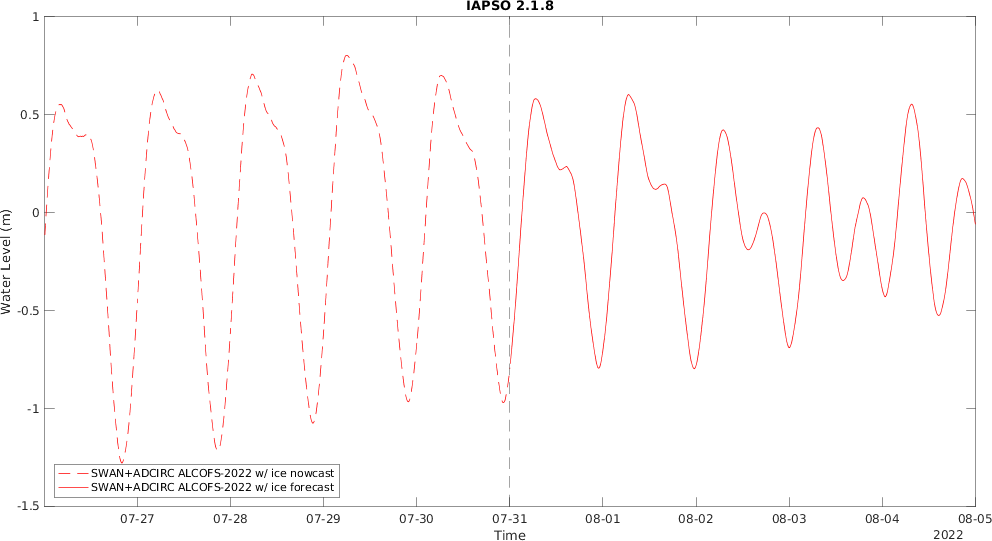 IAPSO 2.1.8
1
0.5
0
-0.5
-1
-1.5
Water Level (m)
SWAN+ADCIRC ALCOFS-2022 w/ ice nowcast
SWAN+ADCIRC ALCOFS-2022 w/ ice forecast
07-27 07-28 07-29 07-30 07-31 08-01 08-02 08-03 08-04 08-05
Time
2022